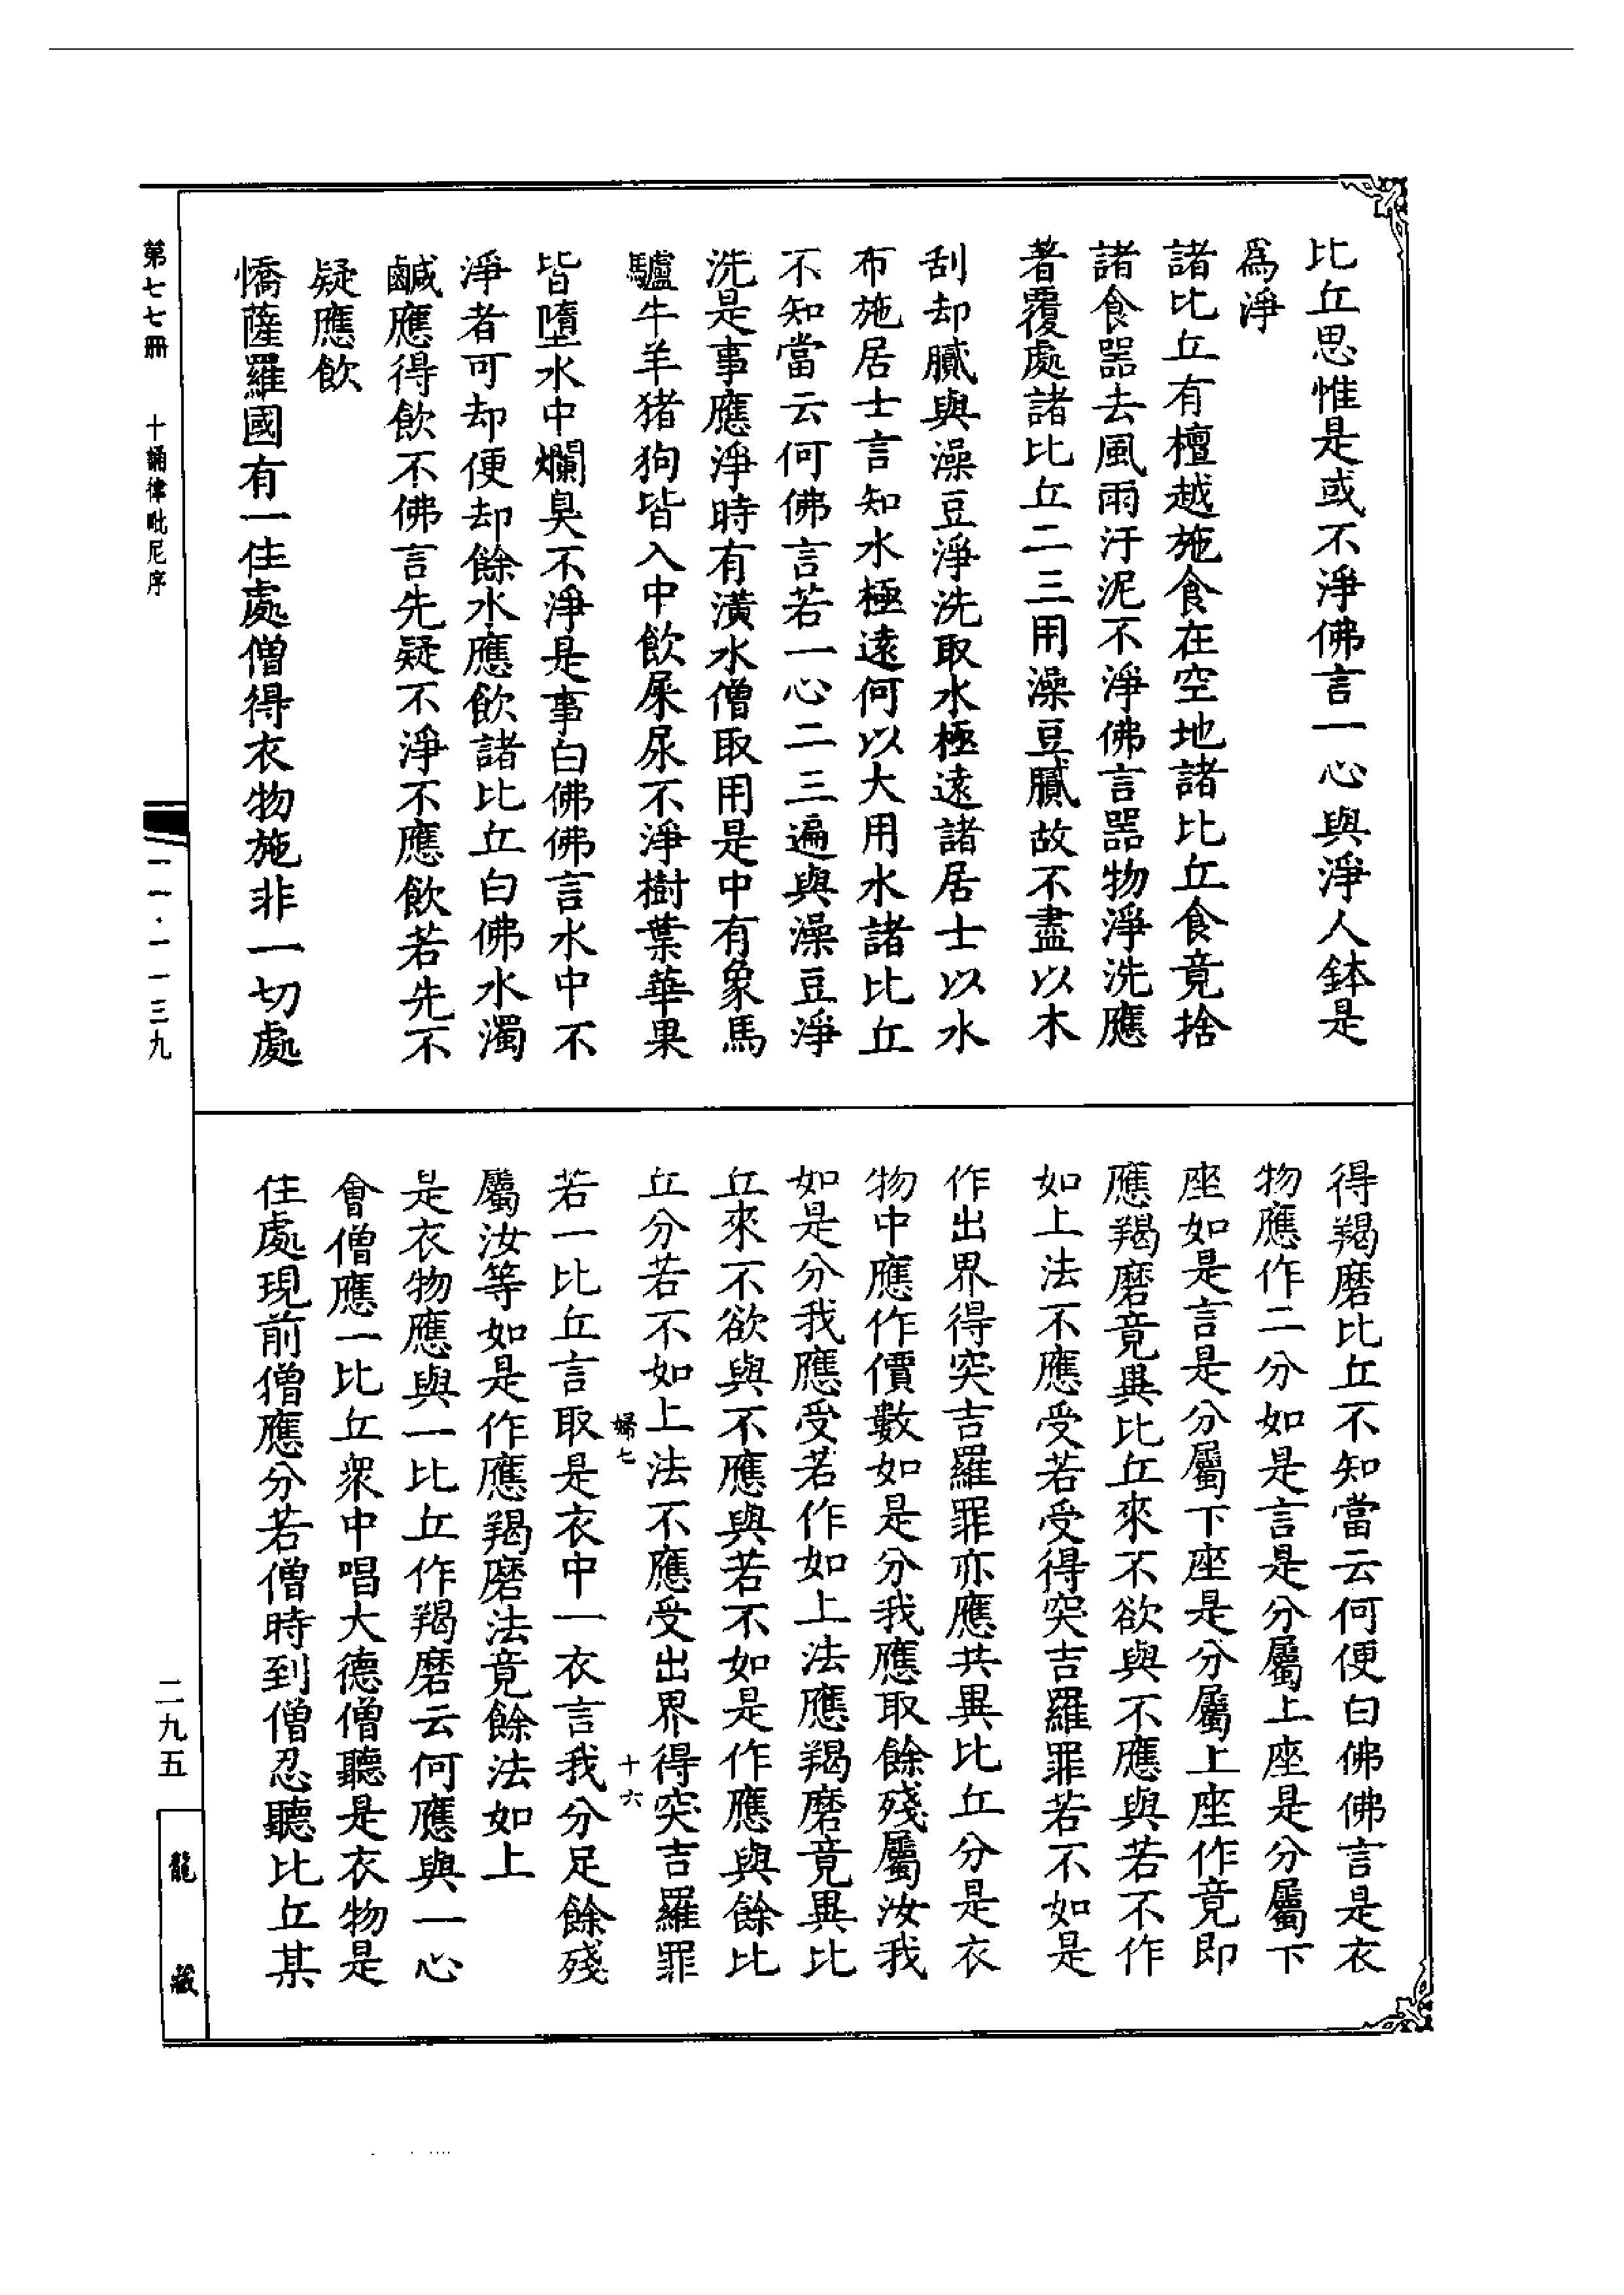 比丘思惟是或不淨佛言一心與淨人鉢是
為淨
諸比丘有檀越施食在空地諸比丘食竟捨
諸食器去風雨汙泥不淨佛言器物淨洗應
著覆處諸比丘二三用澡豆膩故不盡以木
刮却膩與澡豆淨洗取水極遠諸居士以水
布施居士言知水極遠何以大用水諸比丘
不知當云何佛言若一心二三遍與澡豆淨
洗是事應淨時有潢水僧取用是中有象馬
驢牛羊猪狗皆入中飲屎尿不淨樹葉華果
皆墮水中爛臭不淨是事白佛佛言水中不
淨者可却便却餘水應飲諸比丘白佛水濁
鹹應得飲不佛言先疑不淨不應飲若先不
疑應飲
憍薩羅國有一住處僧得衣物施非一切處
得羯磨比丘不知當云何便白佛佛言是衣
物應作二分如是言是分屬上座是分屬下
座如是言是分屬下座是分屬上座作竟即
應羯磨竟異比丘來不欲與不應與若不作
如上法不應受若受得突吉羅罪若不如是
作出界得突吉羅罪亦應共異比丘分是衣
物中應作價數如是分我應取餘殘屬汝我
如是分我應受若作如上法應羯磨竟異比
丘來不欲與不應與若不如是作應與餘比
丘分若不如上法不應受出界得突吉羅罪
婦七 十六
若一比丘言取是衣中一衣言我分足餘殘
屬汝等如是作應羯磨法竟餘法如上
是衣物應與一比丘作羯磨云何應與一心
會僧應一比丘衆中唱大德僧聽是衣物是
住處現前僧應分若僧時到僧忍聽比丘某
第七七冊 十誦律毗尼序 一一·一一三九 二九五 龍藏